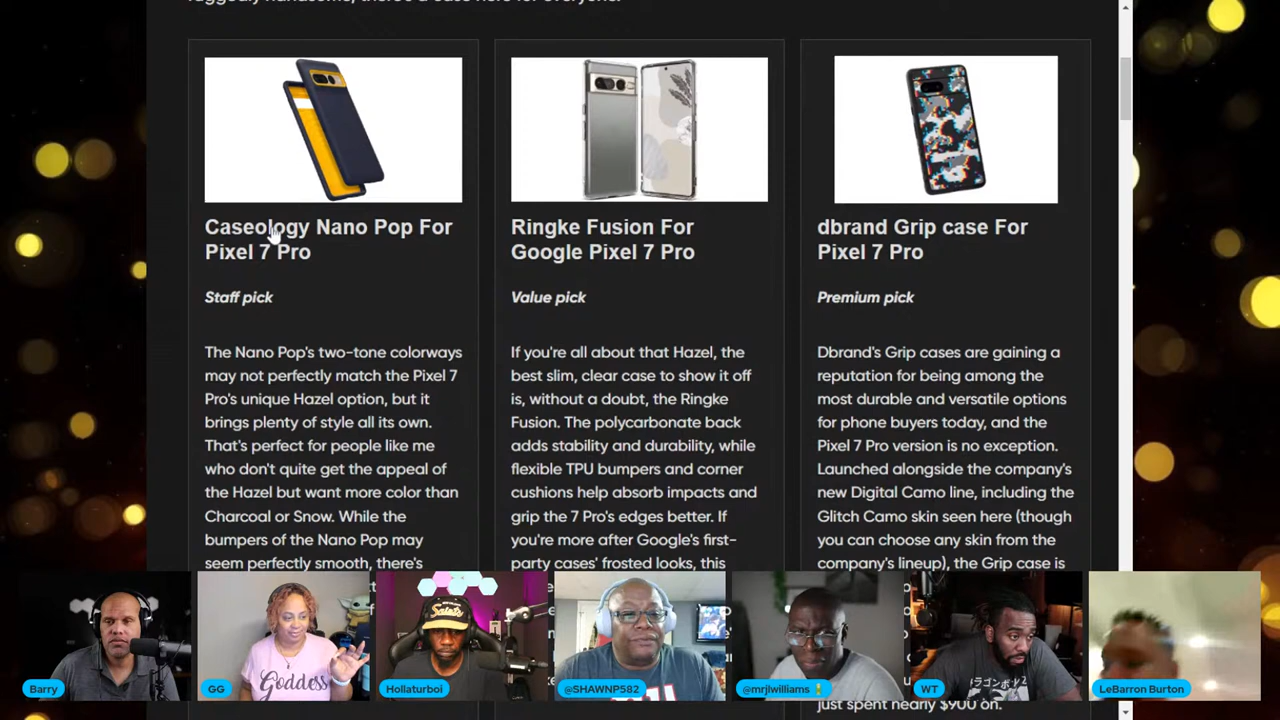 Caseology Nano Pop For
Pixel 7 Pro
Staff pick
The Nano Pop's two-tone colorways
may not perfectly match the Pixel 7
Pro's unique Hazel option, but it
brings plenty of style all its own.
That's perfect for people like me
who don't quite get the appeal of
the Hazel but want more color than
Charcoal or Snow. While the
bumpers of the Nano Pop may
seem perfectly smooth, there's
Ringke Fusion For
Google Pixel 7 Pro
Value pick
If you're all about that Hazel, the
best slim, clear case to show it off
is, without a doubt, the Ringke
Fusion. The polycarbonate back
adds stability and durability, while
flexible TPU bumpers and corner
cushions help absorb impacts and
grip the 7 Pro's edges better. If
you're more after Google's first-
party cases' frosted looks, this
dbrand Grip case For
Pixel 7 Pro
Premium pick
Dbrand's Grip cases are gaining a
reputation for being among the
most durable and versatile options
for phone buyers today, and the
Pixel 7 Pro version is no exception.
Launched alongside the company's
new Digital Camo line, including the
Glitch Camo skin seen here (though
you can choose any skin from the
company's lineup), the Grip case is
just spent nearly $900 on.
Goddess
Saints
Barry
GG
Hollaturboi
@SHAWNP582
@mrjlwilliams
WT
LeBarron Burton